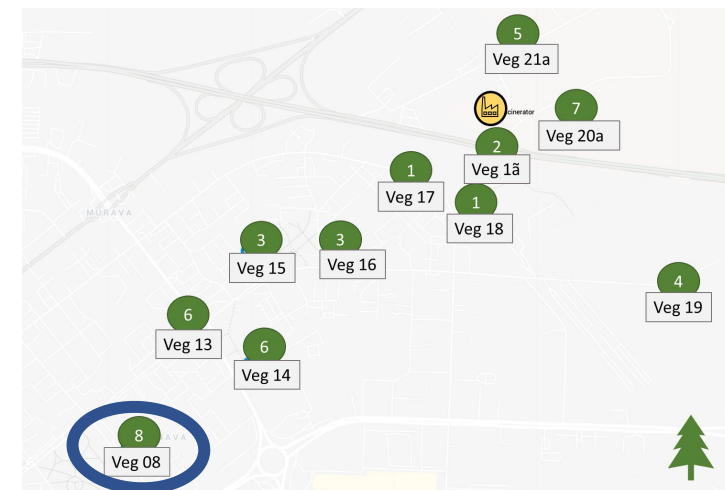 5
Veg 21a
7
cinerator
Veg 20a
2
Veg 1ã
1
Veg 17
1
Veg 18
MURAVA
3
Veg 15
3
Veg 16
4
Veg 19
6
Veg 13
6
Veg 14
8
AVA
Veg 08